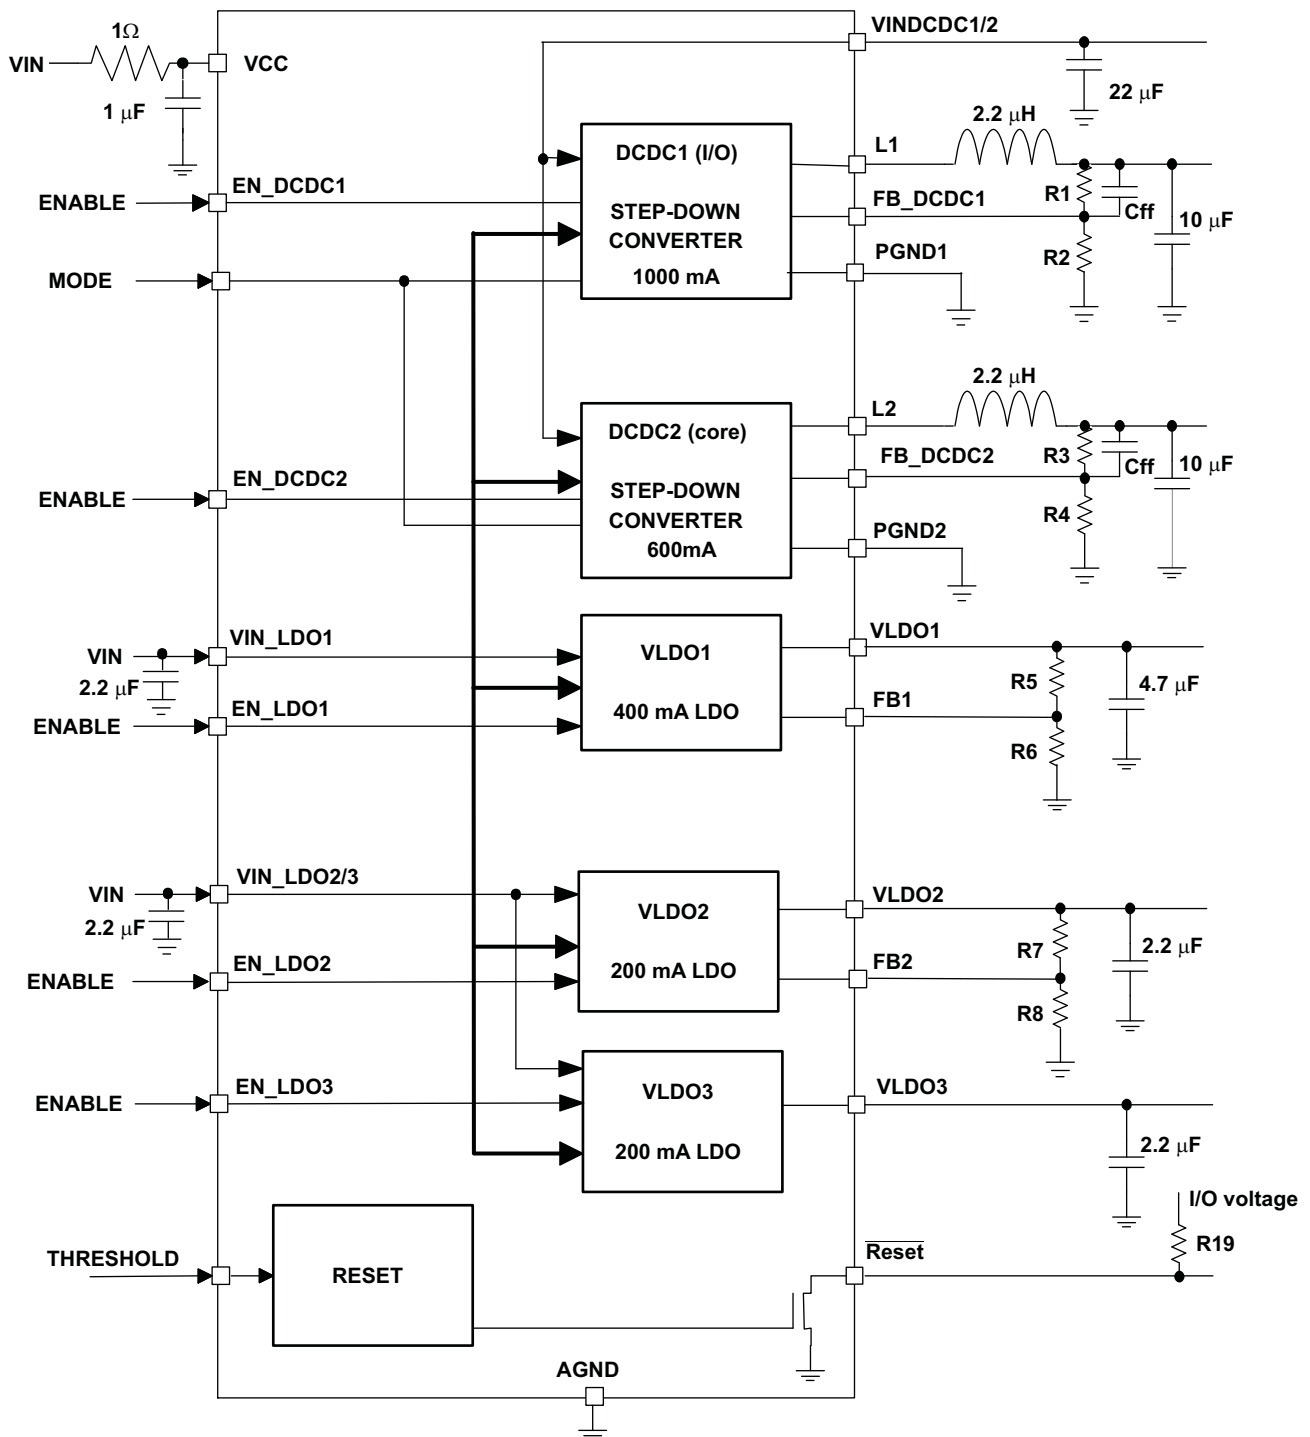 VINDCDC1/2
1Ω
VIN
VCC
1 μF
22 μF
2.2 μH
DCDC1 (I/O)
STEP-DOWN
CONVERTER
1000 mA
L1
EN_DCDC1
ENABLE
FB_DCDC1
R1
Cff
10 μF
R2
PGND1
MODE
2.2 μH
DCDC2 (core)
STEP-DOWN
CONVERTER
600mA
L2
FB_DCDC2
R3
Cff
10 μF
EN_DCDC2
ENABLE
R4
PGND2
VIN_LDO1
VIN
2.2 μF
EN_LDO1
ENABLE
VLDO1
400 mA LDO
VLDO1
R5
4.7 μF
FB1
R6
VIN_LDO2/3
VIN
2.2 μF
EN_LDO2
ENABLE
VLDO2
200 mA LDO
VLDO2
R7
2.2 μF
FB2
R8
EN_LDO3
ENABLE
VLDO3
200 mA LDO
VLDO3
2.2 μF
I/O voltage
R19
THRESHOLD
RESET
Reset
AGND